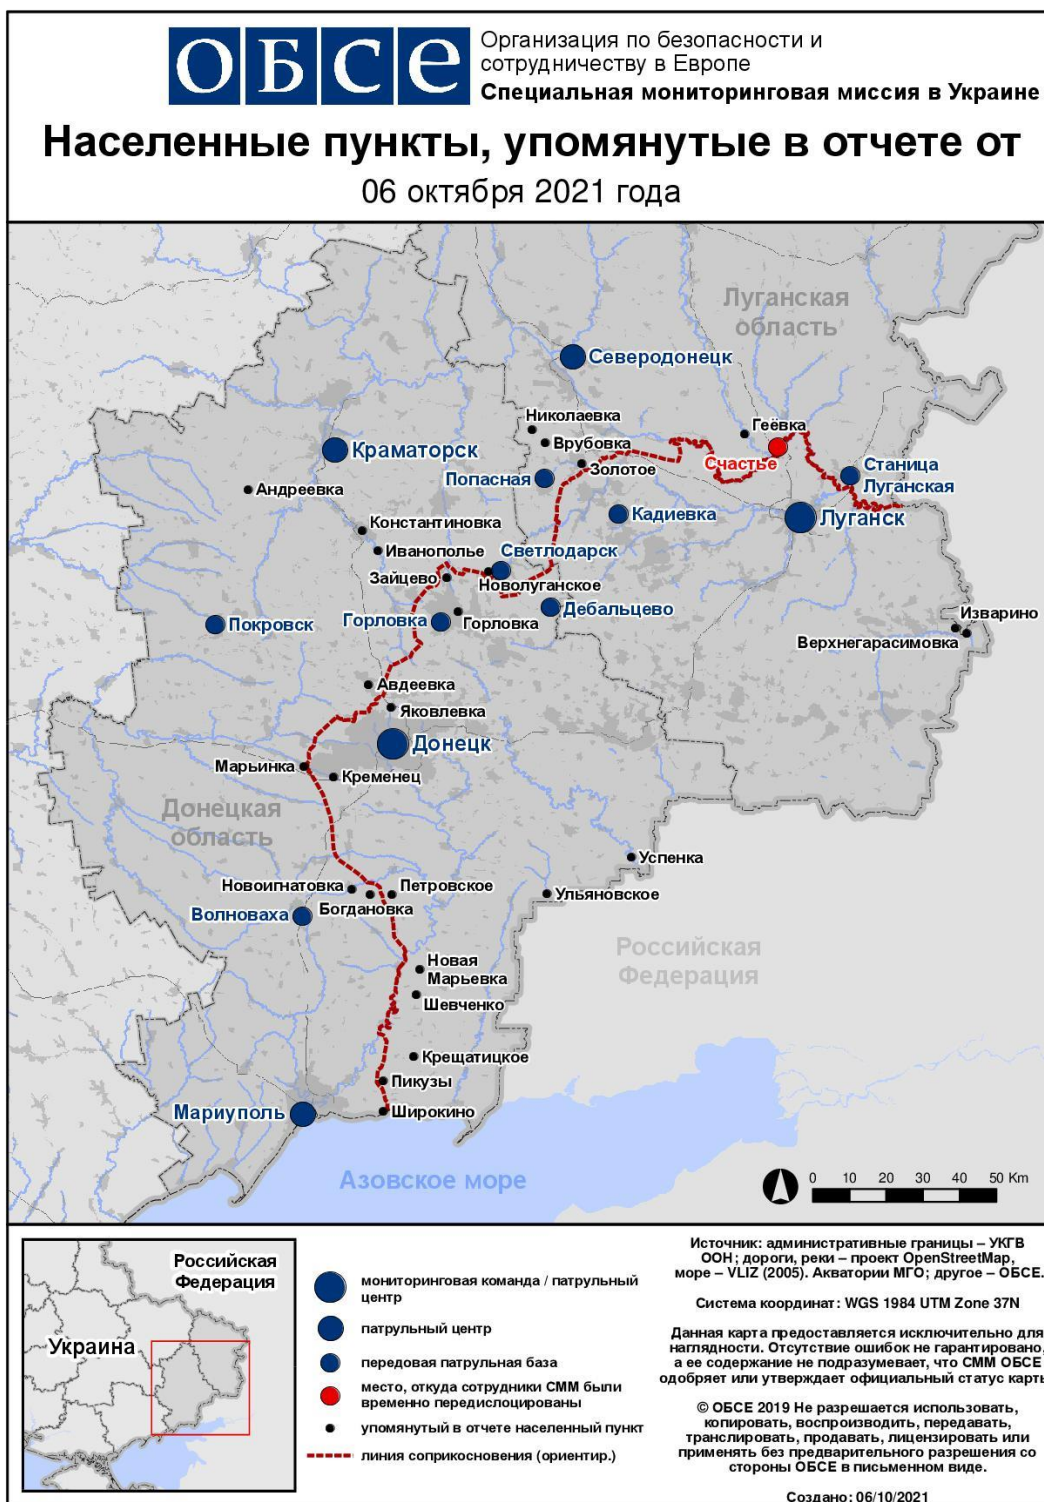 ОБСЕ
Организация по безопасности и
сотрудничеству в Европе
Специальная мониторинговая миссия в Украине
Населенные пункты, упомянутые в отчете от
06 октября 2021 года
Луганская
область
Северодонецк
Николаевка
Геёвка
Врубовка
Краматорск
Счастье
Золотое
Станица
Луганская
Попасная
Андреевка
Кадиевка
Луганск
Константиновка
Иванополье
Светлодарск
Зайцево
Новолуганское
Дебальцево
Изварино
Покровск
Горловка
Горловка
Верхнегарасимовка
Авдеевка
Яковлевка
Донецк
Марьинка
Кременец
Донецкая
область
Успенка
Новоигнатовка
Петровское
Ульяновское
Богдановка
Волноваха
Российская
Федерация
Новая
Марьевка
Шевченко
Крещатицкое
Пикузы
Мариуполь
Широкино
Азовское море
0 10 20 30 40 50 Km
Российская
Федерация
Украина
мониторинговая команда / патрульный
центр
патрульный центр
передовая патрульная база
место, откуда сотрудники СММ были
временно передислоцированы
упомянутый в отчете населенный пункт
линия соприкосновения (ориентир.)
Источник: административные границы – УКГВ
ООН; дороги, реки – проект OpenStreetMap,
море – VLIZ (2005). Акватории МГО; другое – ОБСЕ.
Система координат: WGS 1984 UTM Zone 37N
Данная карта предоставляется исключительно для
наглядности. Отсутствие ошибок не гарантировано,
а ее содержание не подразумевает, что СММ ОБСЕ
одобряет или утверждает официальный статус карты
© ОБСЕ 2019 Не разрешается использовать,
копировать, воспроизводить, передавать,
транслировать, продавать, лицензировать или
применять без предварительного разрешения со
стороны ОБСЕ в письменном виде.
Создано: 06/10/2021